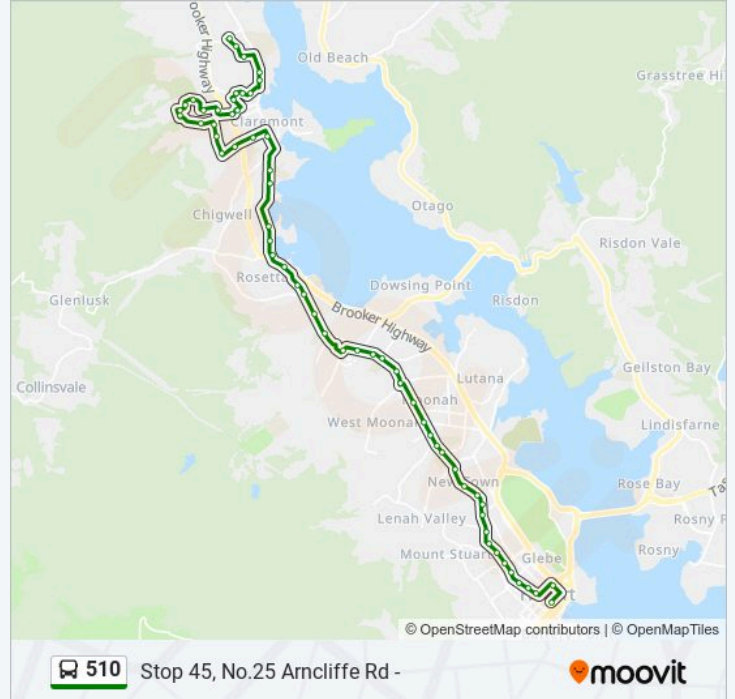 ooker Highway
Old Beach
Grasstree Hi
Claremont
Otago
Chigwell
Risdon Vale
Rosetta
Dowsing Point
Glenlusk
Risdon
Brooker Highway
Geilston Bay
Collinsvale
Lutana
Moonah
West Moonah
Lindisfarne
New Town
Rose Bay
Tas
Lenah Valley
Rosny P
Mount Stuart
Glebe
Rosny
© OpenStreetMap contributors | © OpenMapTiles
510 Stop 45, No.25 Arncliffe Rd -
moovit